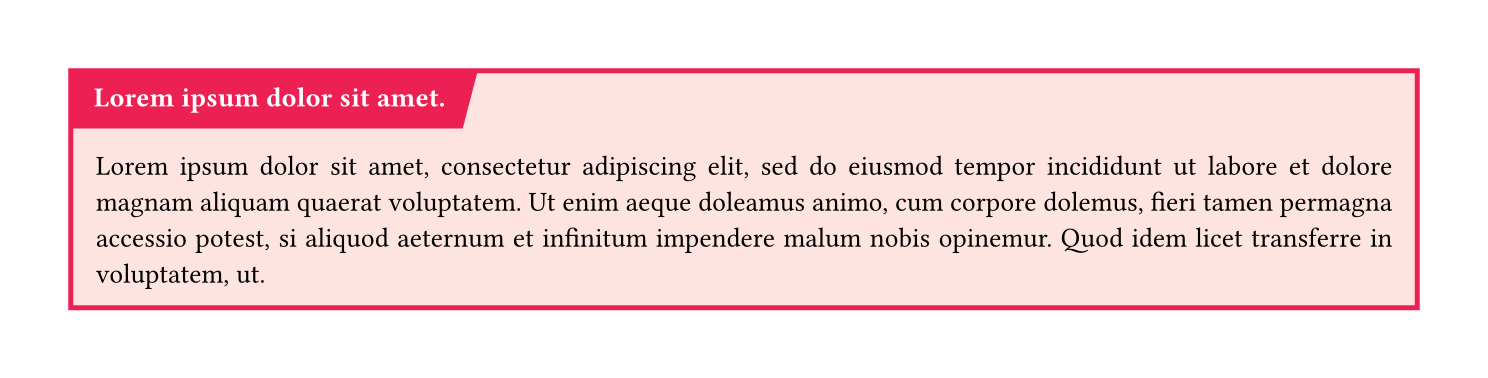 Lorem ipsum dolor sit amet.
Lorem ipsum dolor sit amet, consectetur adipiscing elit, sed do eiusmod tempor incididunt ut labore et dolore
magnam aliquam quaerat voluptatem. Ut enim aeque doleamus animo, cum corpore dolemus, fieri tamen permagna
accessio potest, si aliquod aeternum et infinitum impendere malum nobis opinemur. Quod idem licet transferre in
voluptatem, ut.